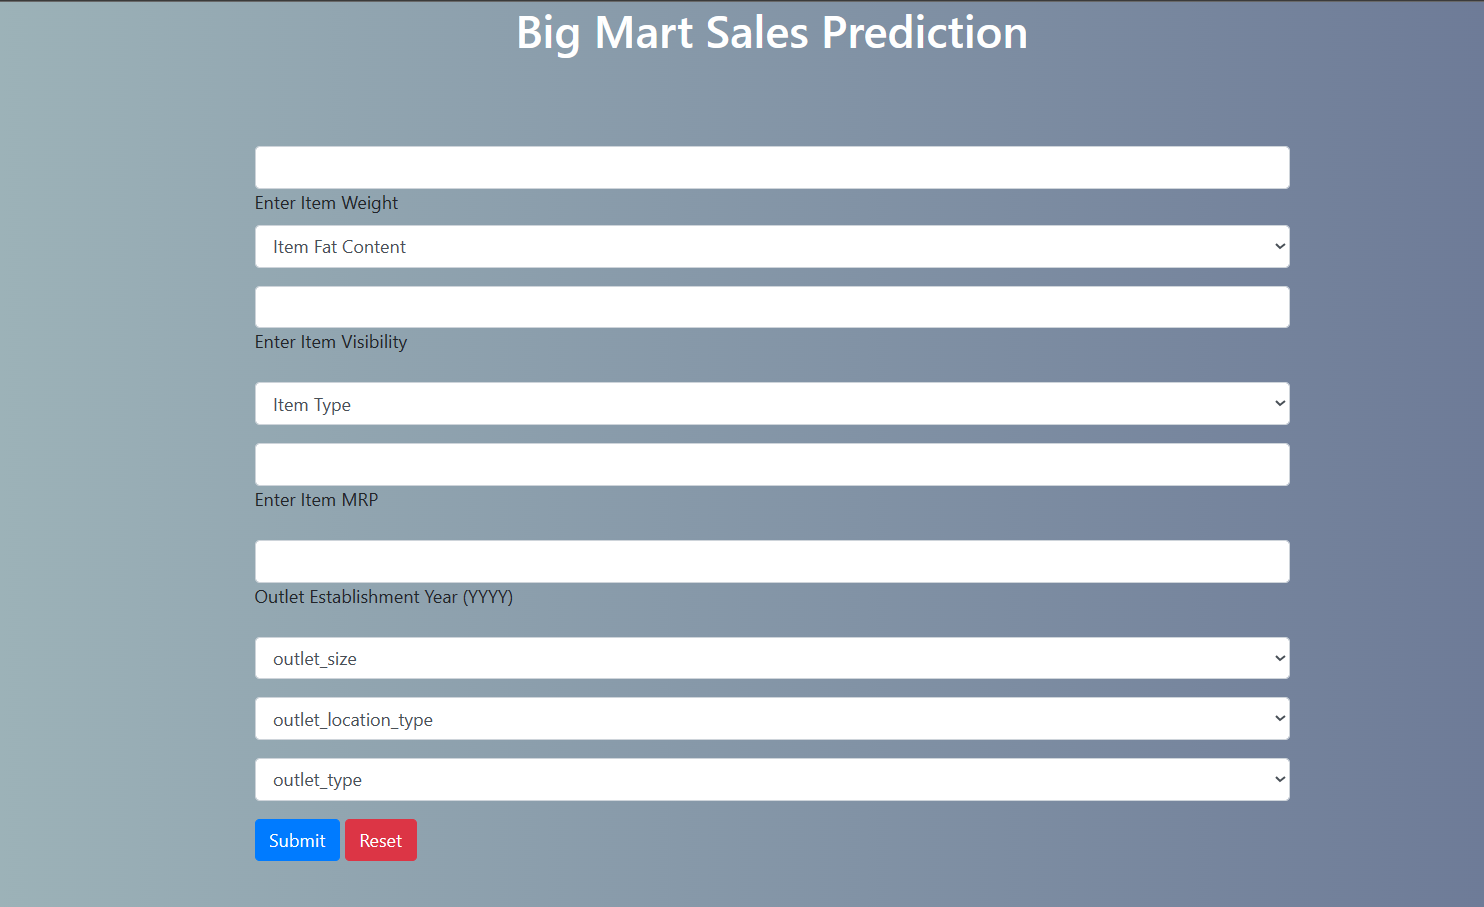 Big Mart Sales Prediction
Enter Item Weight
Item Fat Content
Enter Item Visibility
Item Type
Enter Item MRP
Outlet Establishment Year (YYYY)
outlet_size
outlet_location_type
outlet_type
Submit Reset